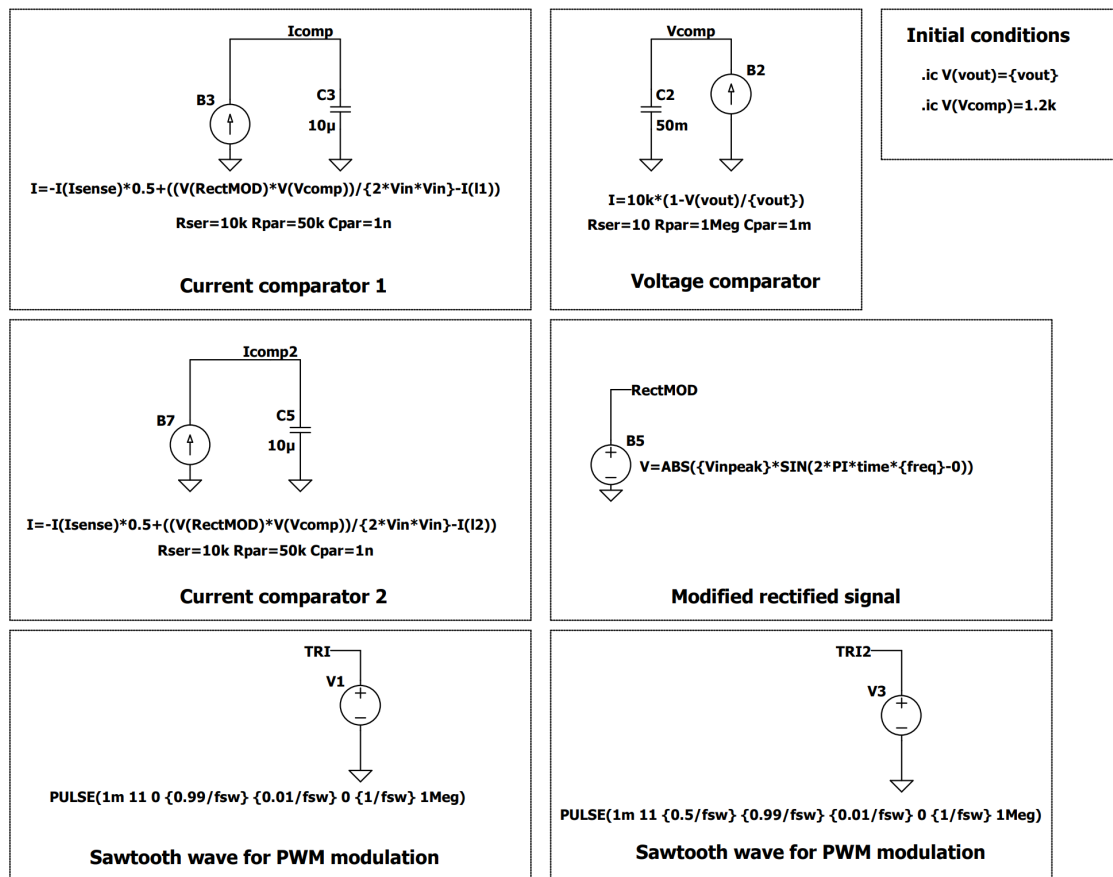 Icomp
B3
C3
10µ
I=-I(Isense)*0.5+((V(RectMOD)*V(Vcomp))/{2*Vin*Vin}-I(l1))
Rser=10k Rpar=50k Cpar=1n
Current comparator 1
Vcomp
B2
C2
50m
I=10k*(1-V(vout)/{vout})
Rser=10 Rpar=1Meg Cpar=1m
Voltage comparator
Initial conditions
.ic V(vout)={vout}
.ic V(Vcomp)=1.2k
Icomp2
B7
C5
10µ
I=-I(Isense)*0.5+((V(RectMOD)*V(Vcomp))/{2*Vin*Vin}-I(l2))
Rser=10k Rpar=50k Cpar=1n
Current comparator 2
RectMOD
B5
V=ABS({Vinpeak}*SIN(2*PI*time*{freq}-0))
Modified rectified signal
TRI
V1
PULSE(1m 11 0 {0.99/fsw} {0.01/fsw} 0 {1/fsw} 1Meg)
Sawtooth wave for PWM modulation
TRI2
V3
PULSE(1m 11 {0.5/fsw} {0.99/fsw} {0.01/fsw} 0 {1/fsw} 1Meg)
Sawtooth wave for PWM modulation